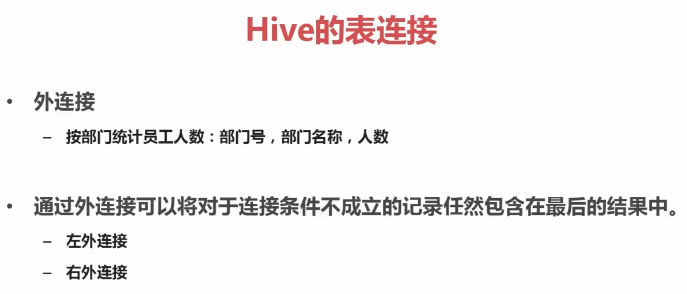 Hive的表连接
• 外连接
– 按部门统计员工人数：部门号，部门名称，人数
• 通过外连接可以将对于连接条件不成立的记录任然包含在最后的结果中。
– 左外连接
– 右外连接